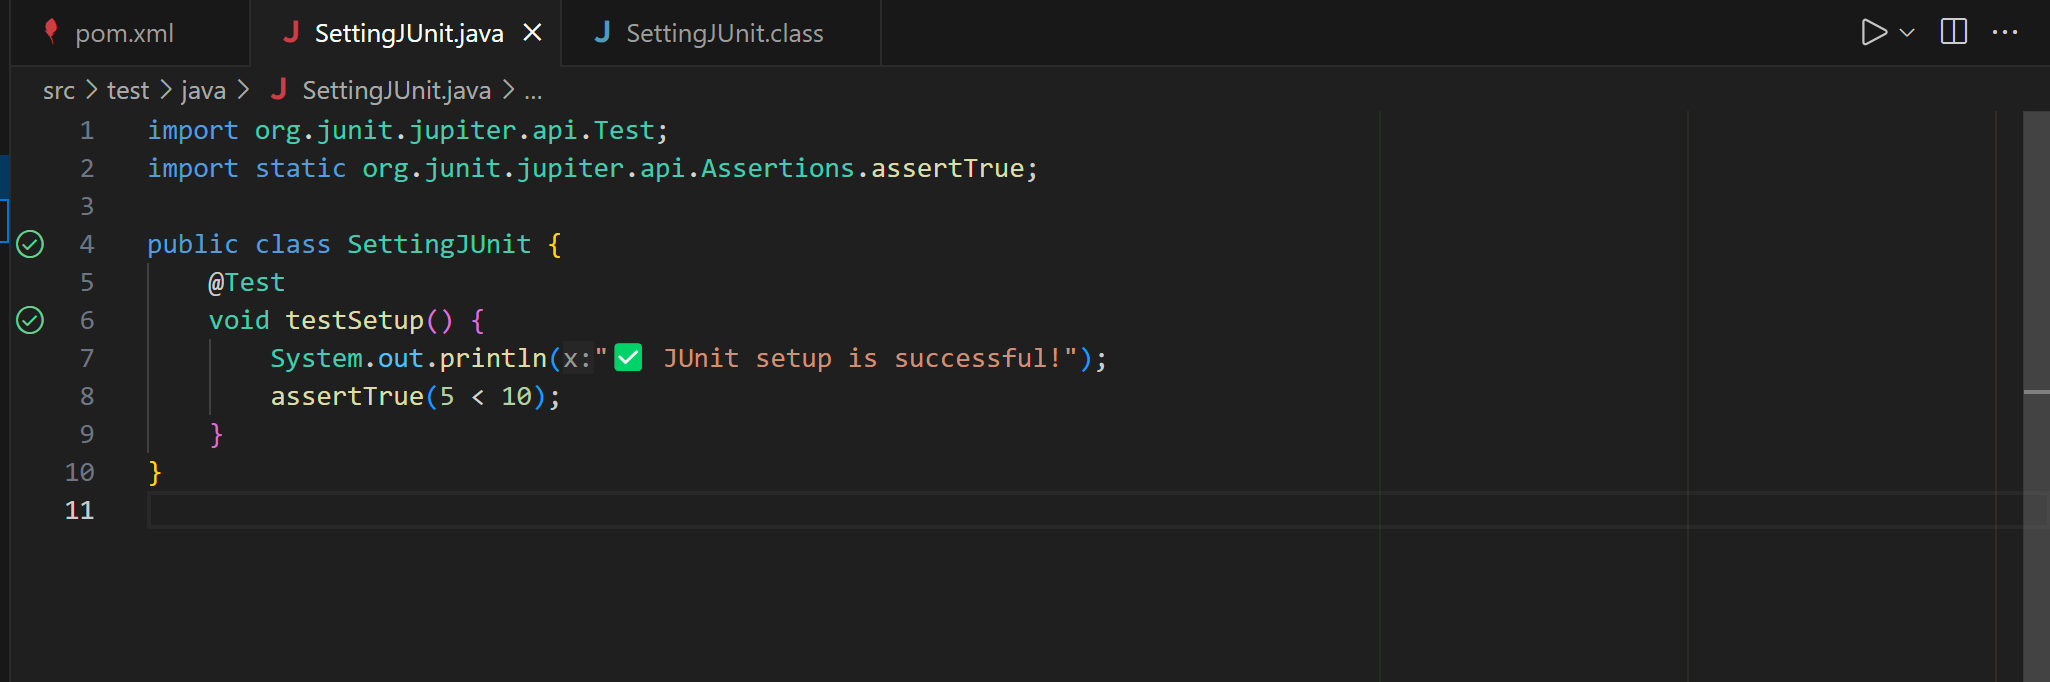 pom.xml
SettingJUnit.java
SettingJUnit.class
src > test > java > SettingJUnit.java > ...
1 import org.junit.jupiter.api.Test;
2 import static org.junit.jupiter.api.Assertions.assertTrue;
3
4 public class SettingJUnit {
5     @Test
6     void testSetup() {
7         System.out.println(x:"✅ JUnit setup is successful!");
8         assertTrue(5 < 10);
9     }
10 }
11